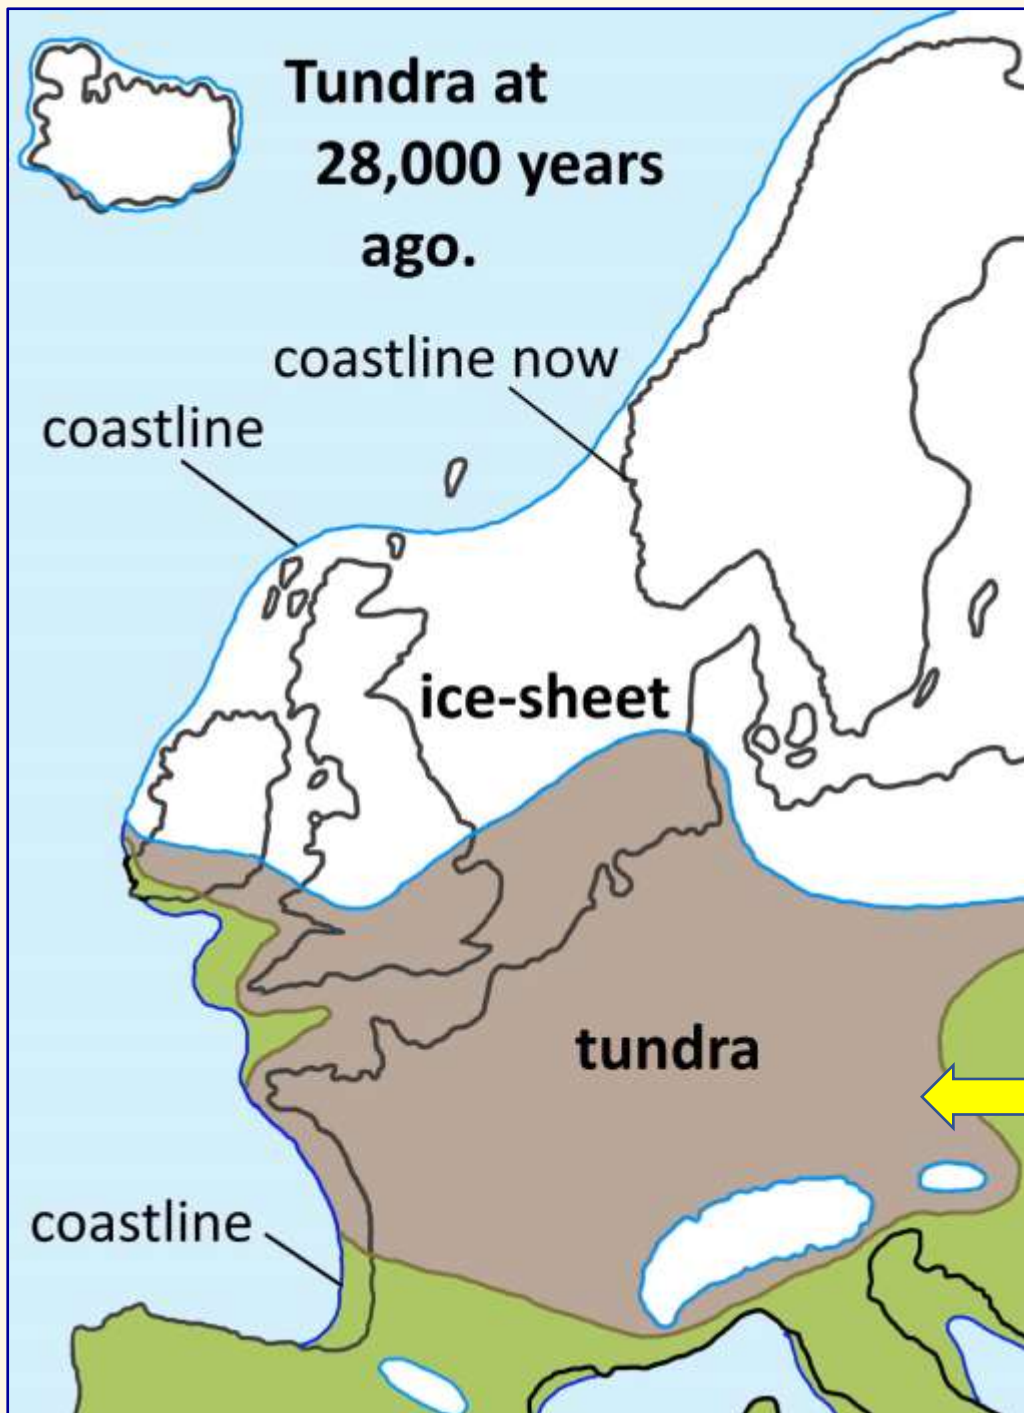 Tundra at
28,000 years
ago.
coastline now
coastline
ice-sheet
tundra
coastline